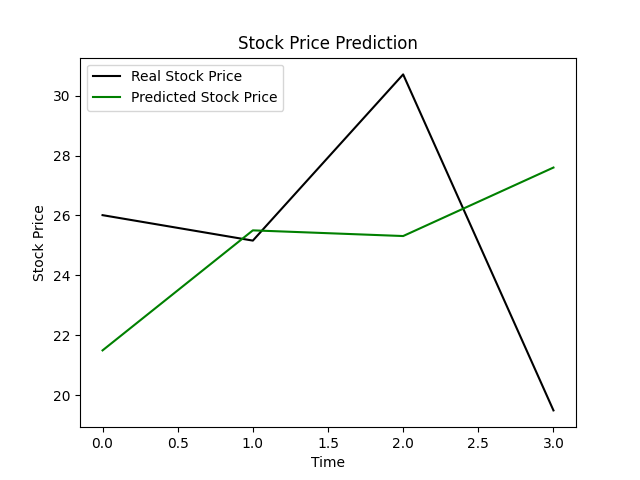 Stock Price Prediction
Real Stock Price
Predicted Stock Price
Stock Price
30
28
26
24
22
20
0.0 0.5 1.0 1.5 2.0 2.5 3.0
Time